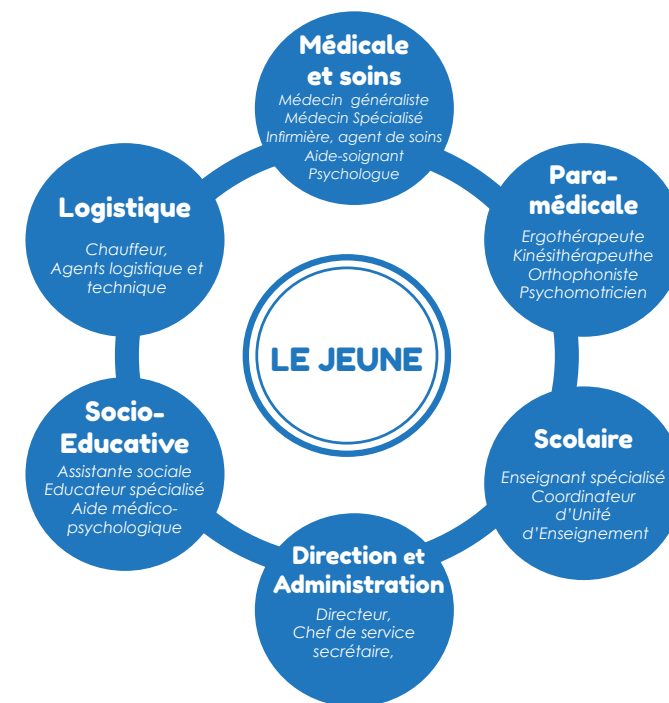 Médicale
et soins
Médecin généraliste
Médecin Spécialisé
Infirmière, agent de soins
Aide-soignant
Psychologue
Para-
médicale
Ergothérapeute
Kinésithérapeuthe
Orthophoniste
Psychomotricien
Logistique
Chauffeur,
Agents logistique et
technique
LE JEUNE
Socio-
Educative
Assistante sociale
Educateur spécialisé
Aide médico-
psychologique
Scolaire
Enseignant spécialisé
Coordinateur
d'Unité
d'Enseignement
Direction et
Administration
Directeur,
Chef de service
secrétaire,